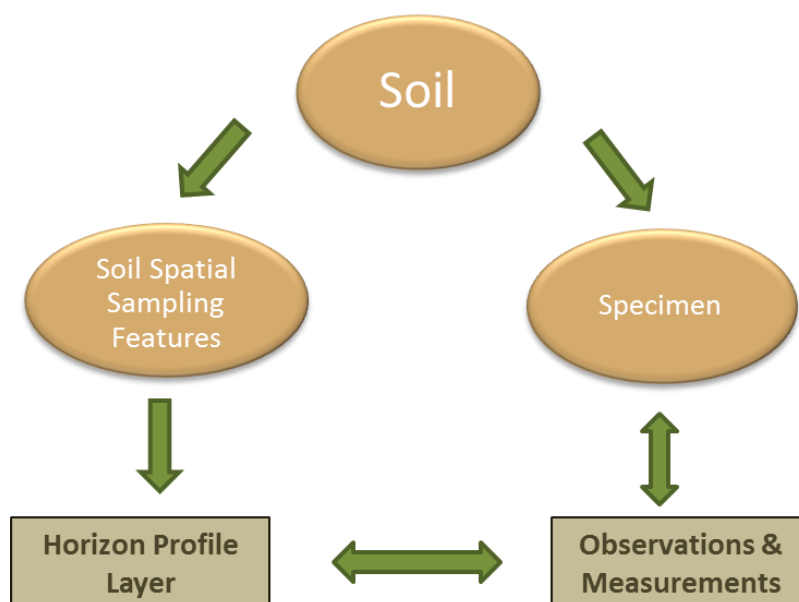 Soil
Soil Spatial
Sampling
Features
Specimen
Horizon Profile
Layer
Observations &
Measurements